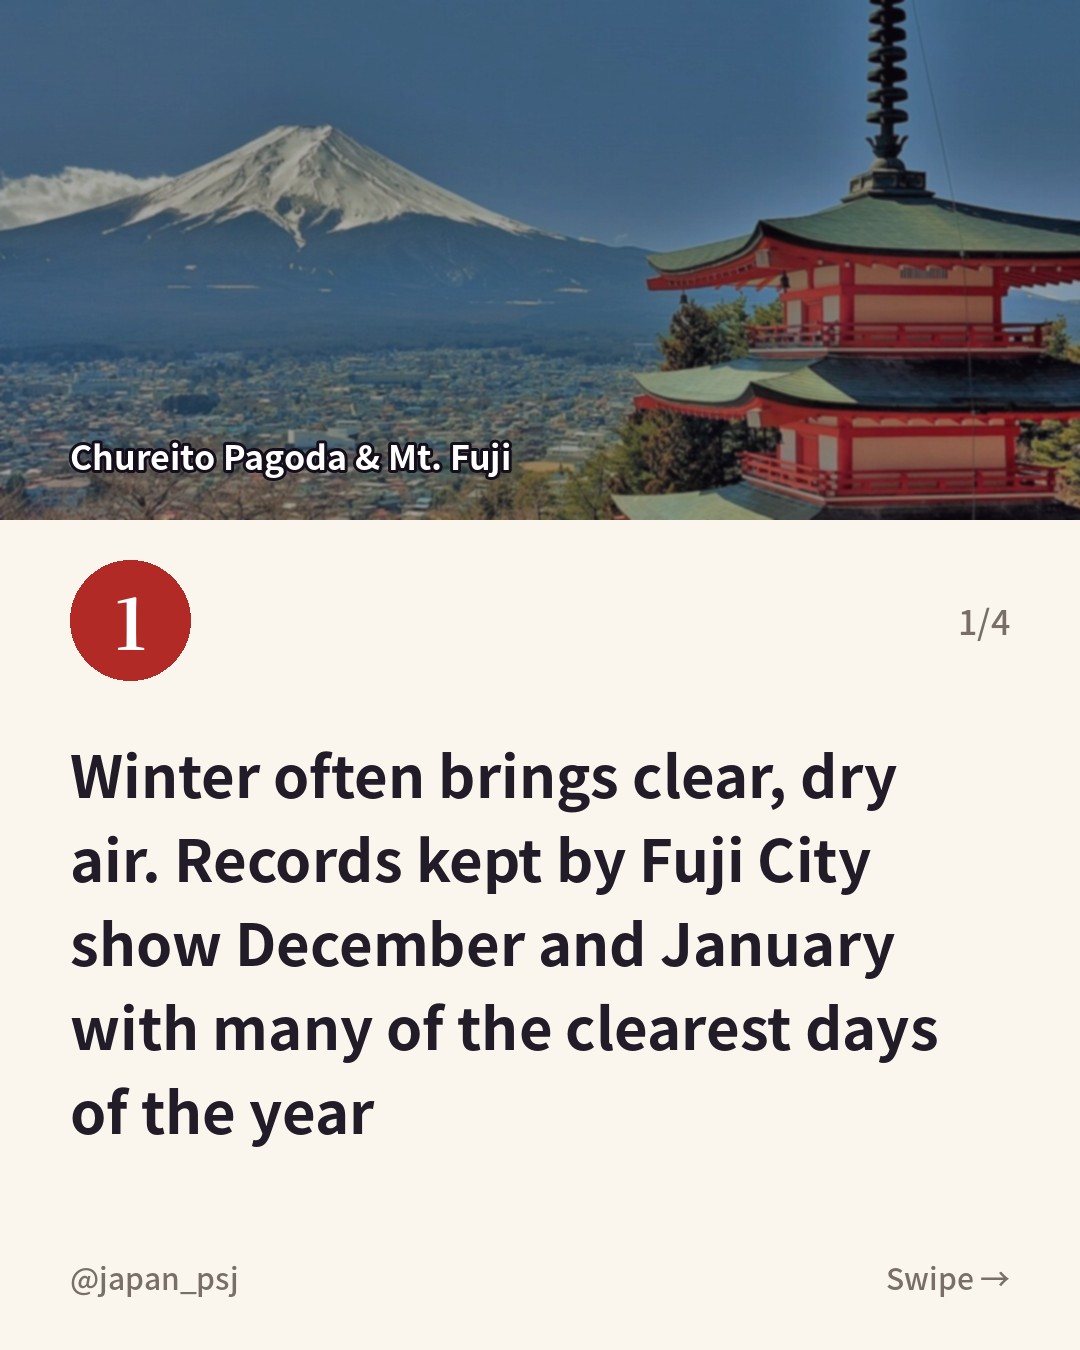 Chureito Pagoda & Mt. Fuji
1
1/4
Winter often brings clear, dry
air. Records kept by Fuji City
show December and January
with many of the clearest days
of the year
@japan_psj
Swipe →